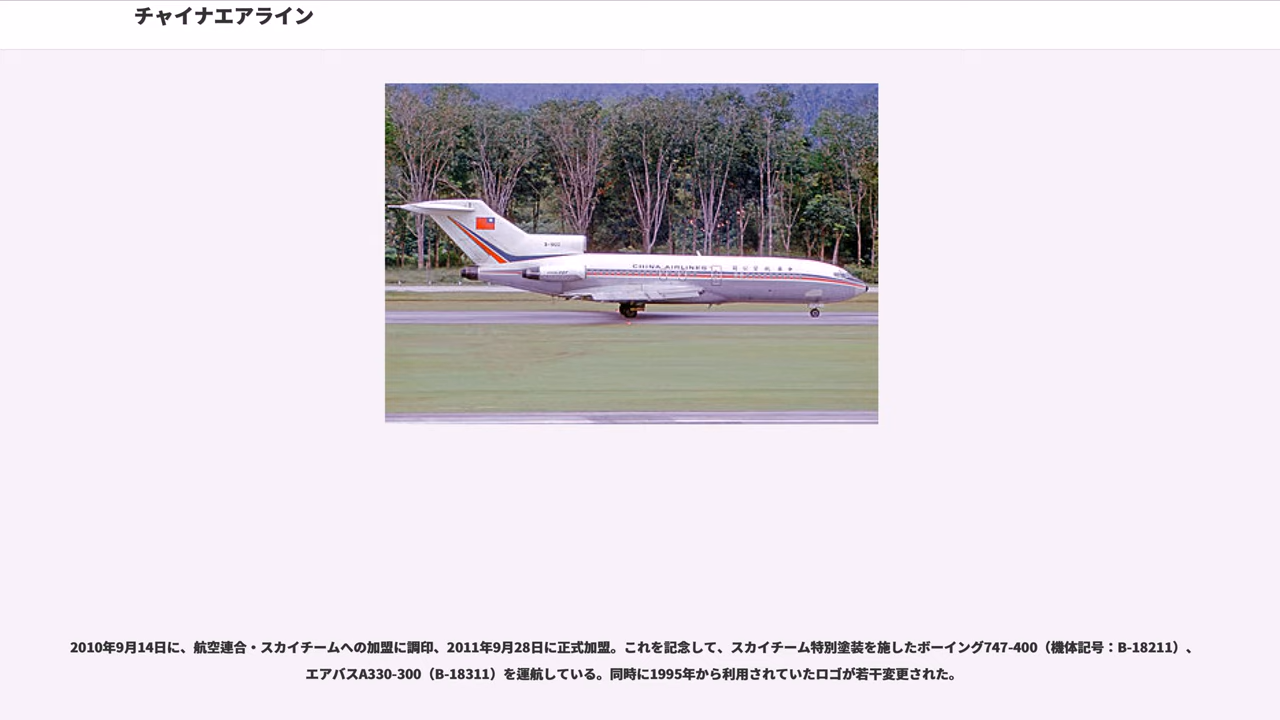 チャイナエアライン
CHINA AIRLINES
2010年9月14日に、航空連合・スカイチームへの加盟に調印、2011年9月28日に正式加盟。これを記念して、スカイチーム特別塗装を施したボーイング747-400（機体記号：B-18211）、
エアバスA330-300（B-18311）を運航している。同時に1995年から利用されていたロゴが若干変更された。